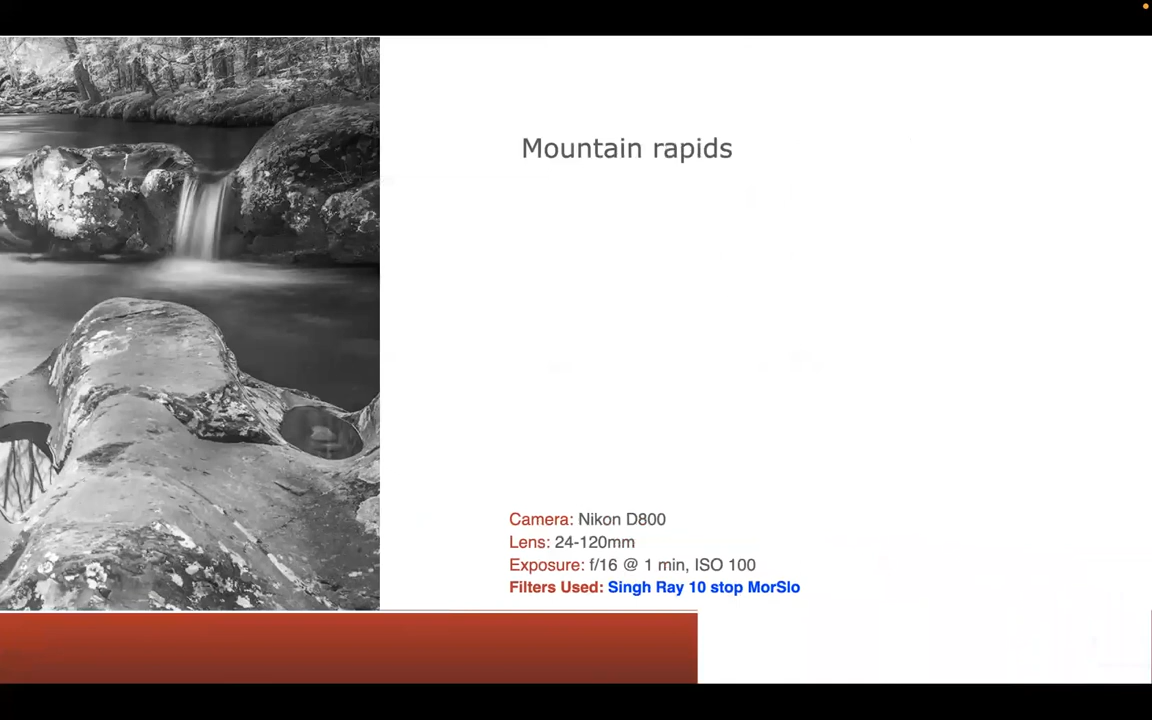 Mountain rapids
Camera: Nikon D800
Lens: 24-120mm
Exposure: f/16 @ 1 min, ISO 100
Filters Used: Singh Ray 10 stop MorSlo